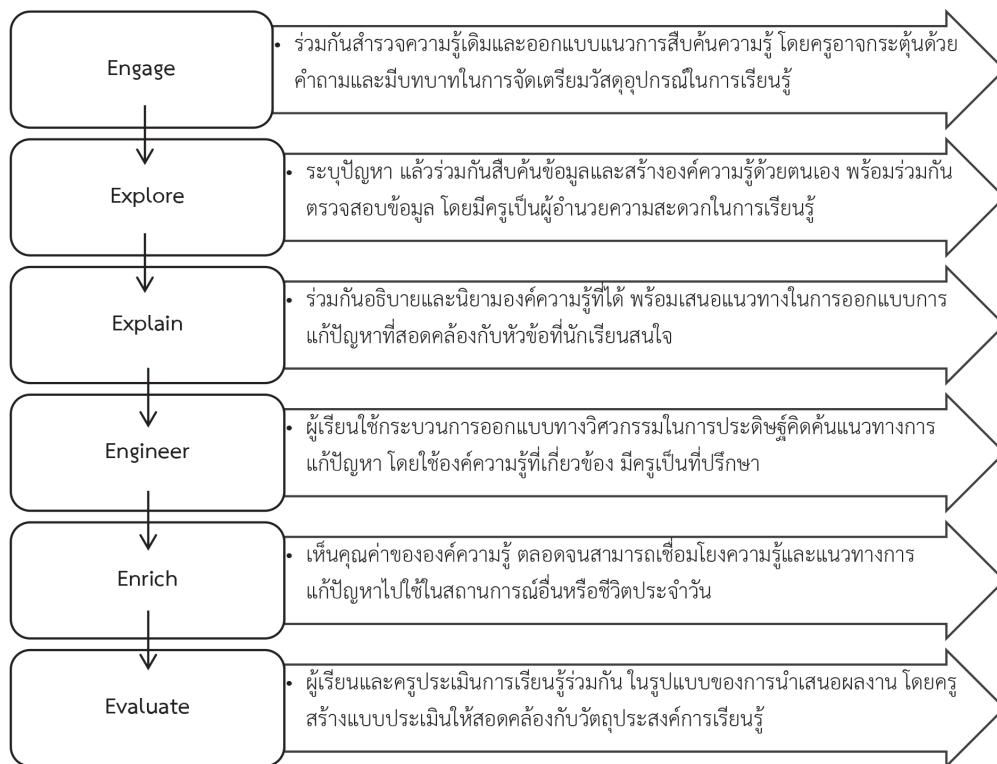 Engage
• ร่วมกันสำรวจความรู้เดิมและออกแบบแนวการสืบค้นความรู้ โดยครูอาจกระตุ้นด้วย
คำถามและมีบทบาทในการจัดเตรียมวัสดุอุปกรณ์ในการเรียนรู้
Explore
• ระบุปัญหา แล้วร่วมกันสืบค้นข้อมูลและสร้างองค์ความรู้ด้วยตนเอง พร้อมร่วมกัน
ตรวจสอบข้อมูล โดยมีครูเป็นผู้อำนวยความสะดวกในการเรียนรู้
Explain
• ร่วมกันอธิบายและนิยามองค์ความรู้ที่ได้ พร้อมเสนอแนวทางในการออกแบบการ
แก้ปัญหาที่สอดคล้องกับหัวข้อที่นักเรียนสนใจ
Engineer
• ผู้เรียนใช้กระบวนการออกแบบทางวิศวกรรมในการประดิษฐ์คิดค้นแนวทางการ
แก้ปัญหา โดยใช้องค์ความรู้ที่เกี่ยวข้อง มีครูเป็นที่ปรึกษา
Enrich
• เห็นคุณค่าขององค์ความรู้ ตลอดจนสามารถเชื่อมโยงความรู้และแนวทางการ
แก้ปัญหาไปใช้ในสถานการณ์อื่นหรือชีวิตประจำวัน
Evaluate
• ผู้เรียนและครูประเมินการเรียนรู้ร่วมกัน ในรูปแบบของการนำเสนอผลงาน โดยครู
สร้างแบบประเมินให้สอดคล้องกับวัตถุประสงค์การเรียนรู้